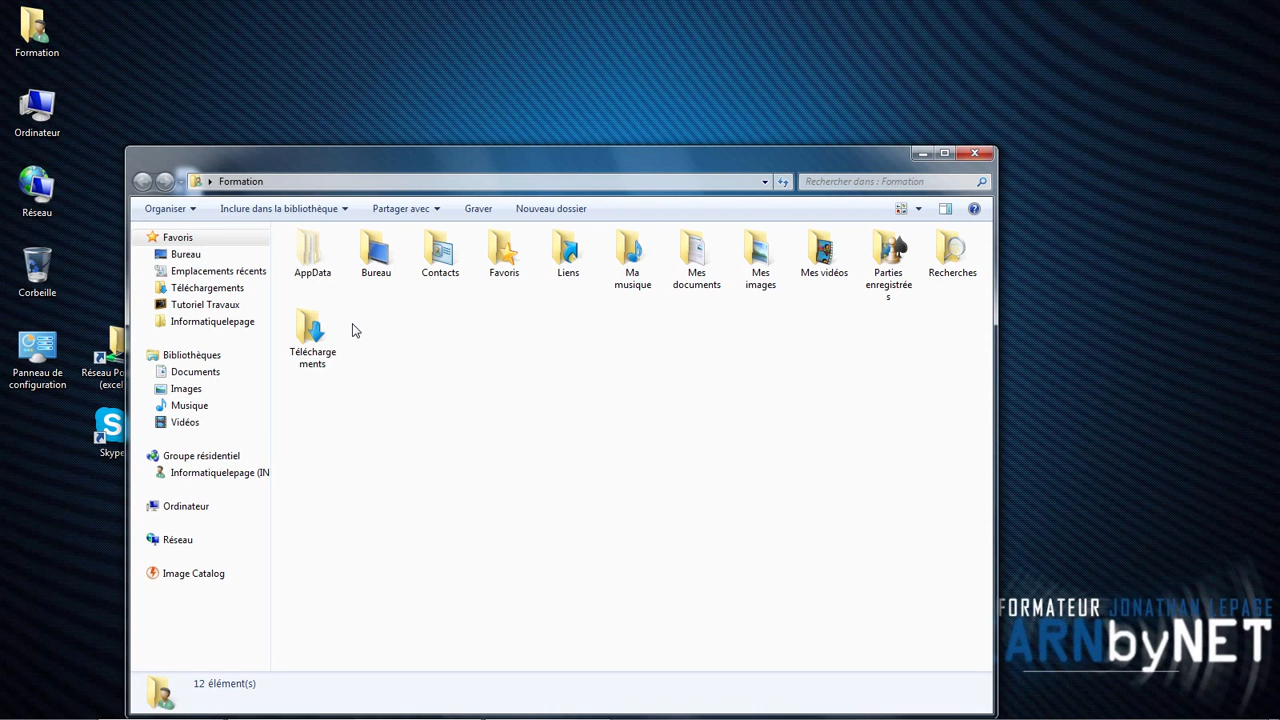 Formation
Ordinateur
Réseau
Corbeille
Panneau de
configuration
Réseau Po
(excel
Skype
Formation
Rechercher dans : Formation
Organiser
Inclure dans la bibliothèque
Partager avec
Graver
Nouveau dossier
Favoris
Bureau
Emplacements récents
Téléchargements
Tutoriel Travaux
Informatiquelepage
Bibliothèques
Documents
Images
Musique
Vidéos
Groupe résidentiel
Informatiquelepage (IN
Ordinateur
Réseau
Image Catalog
AppData
Bureau
Contacts
Favoris
Liens
Ma
musique
Mes
documents
Mes
images
Mes vidéos
Parties
enregistrée
s
Recherches
Télécharge
ments
12 élément(s)
FORMATEUR JONATHAN LEPAGE
ARNbyNET